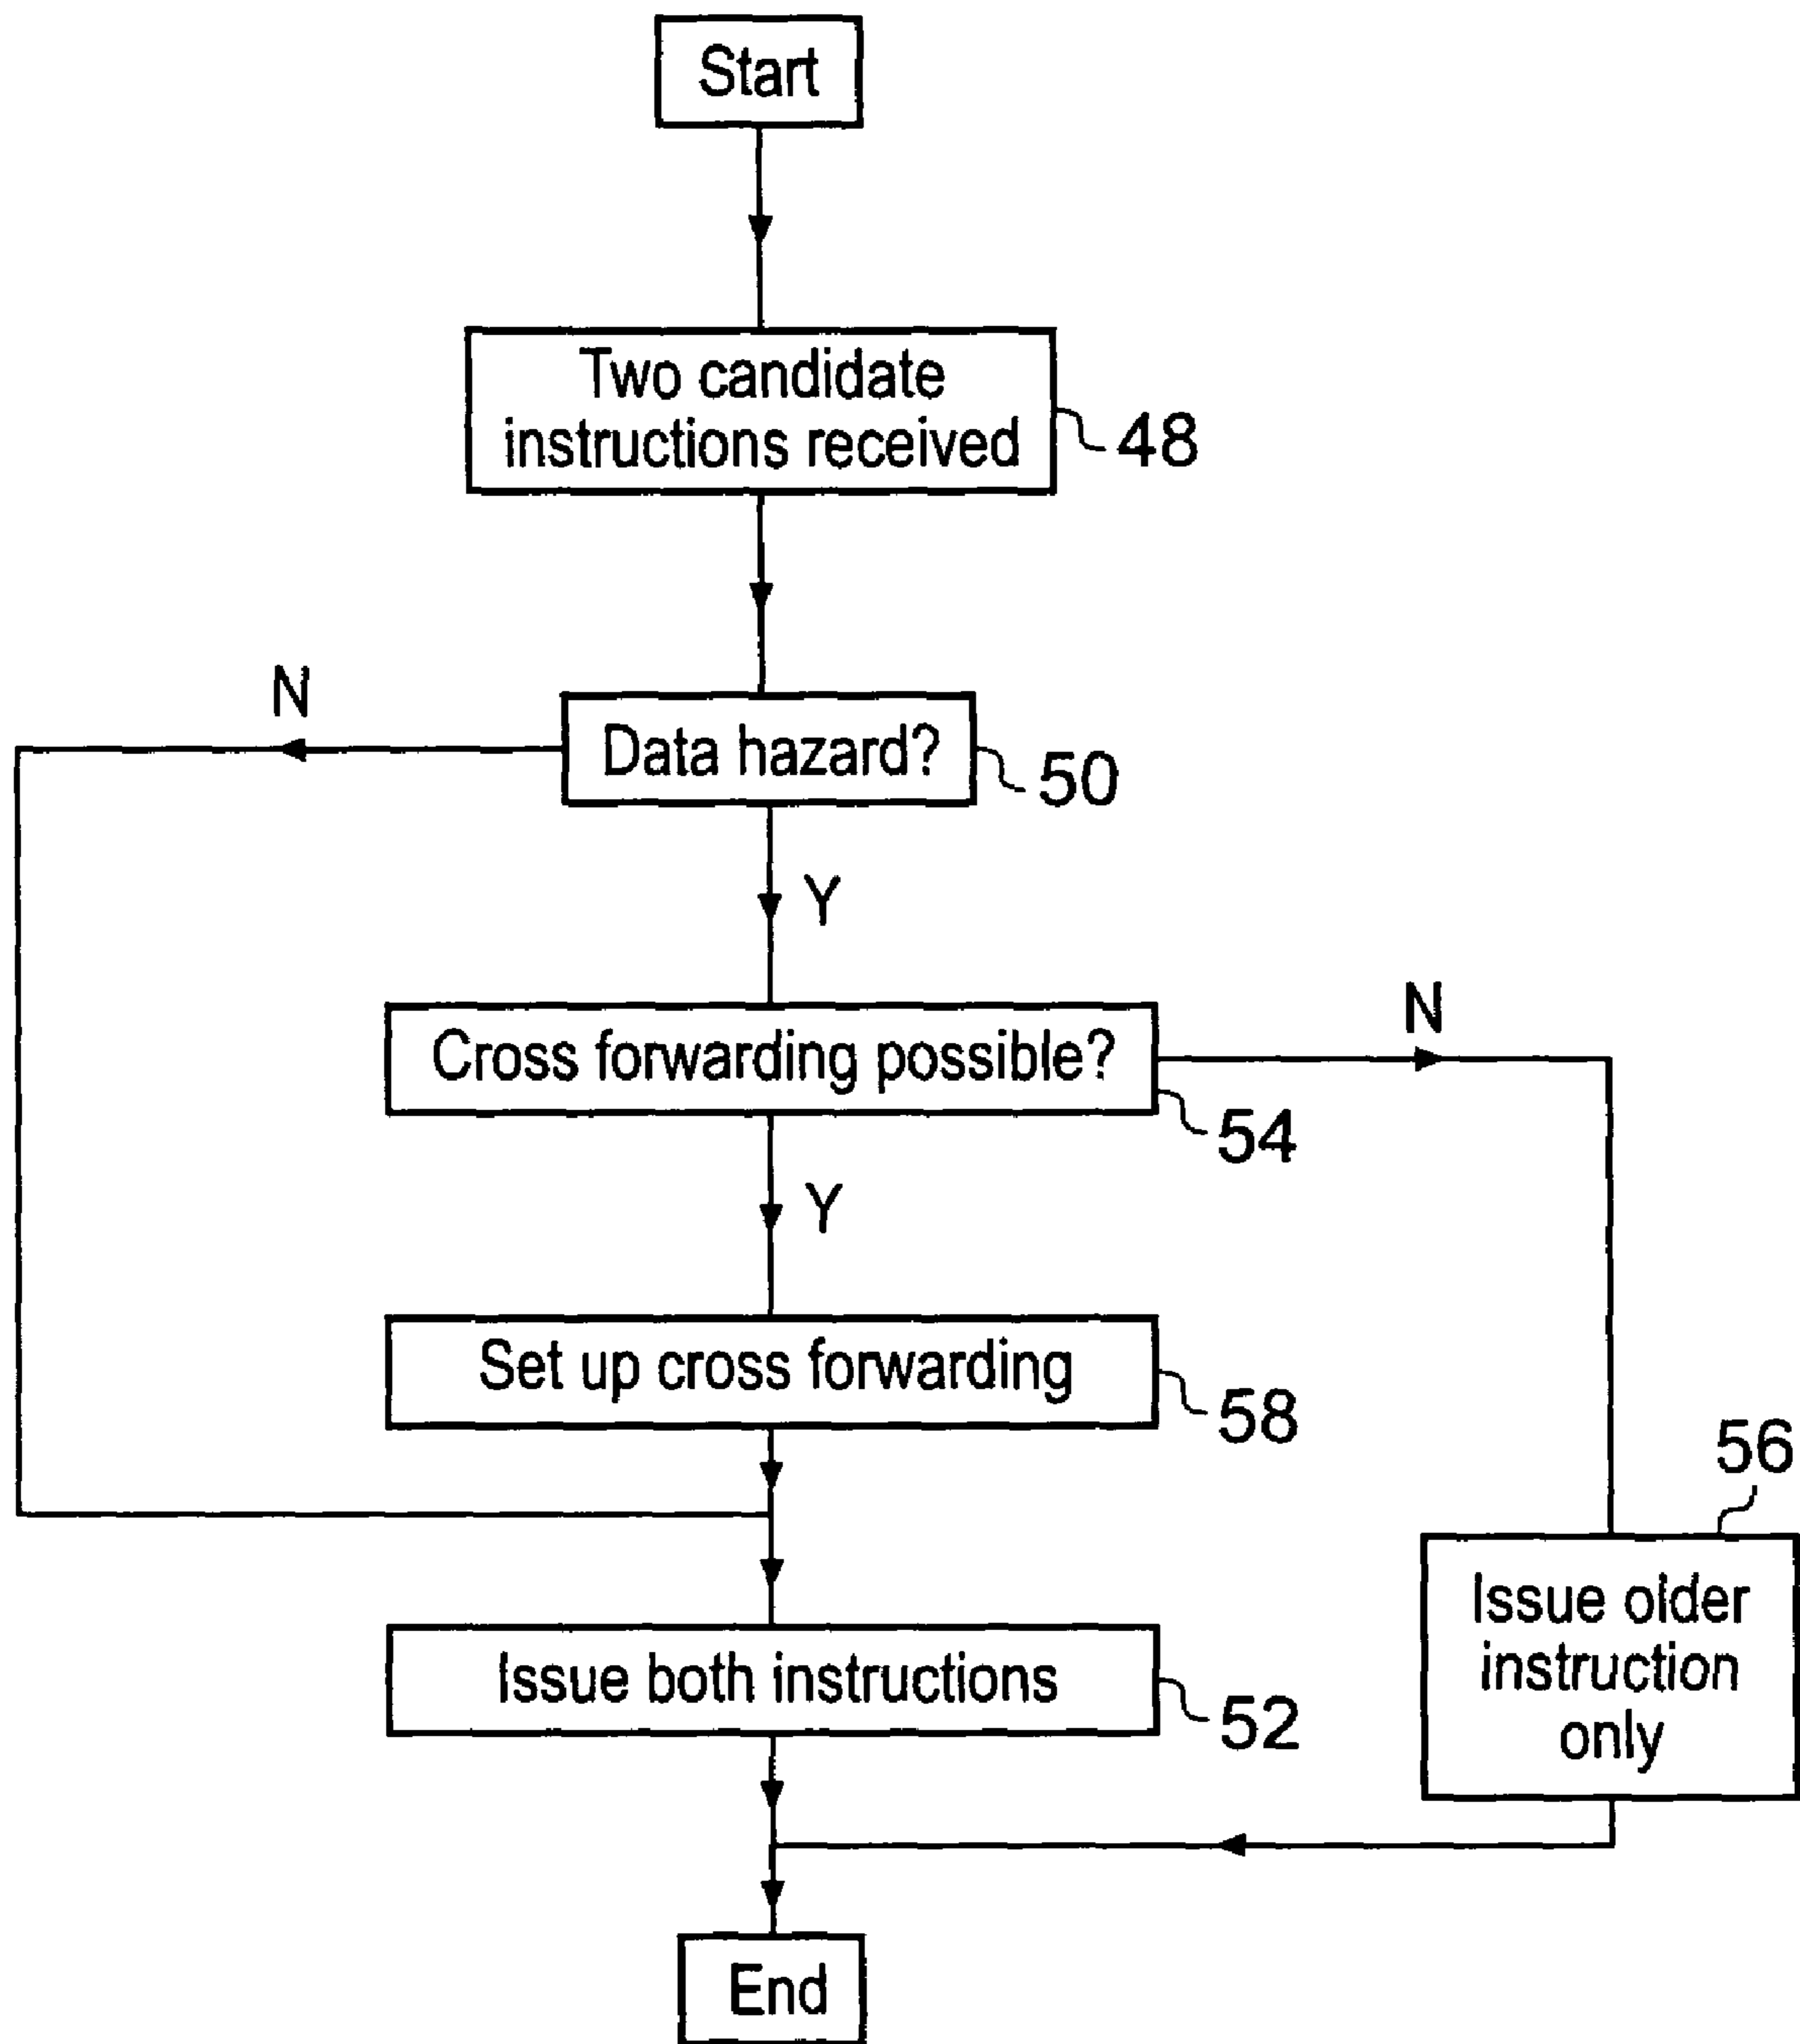 Start
Two candidate
instructions received
48
N
Data hazard?
50
Y
Cross forwarding possible?
N
54
Y
Set up cross forwarding
58
56
Issue older
instruction
only
Issue both instructions
52
End